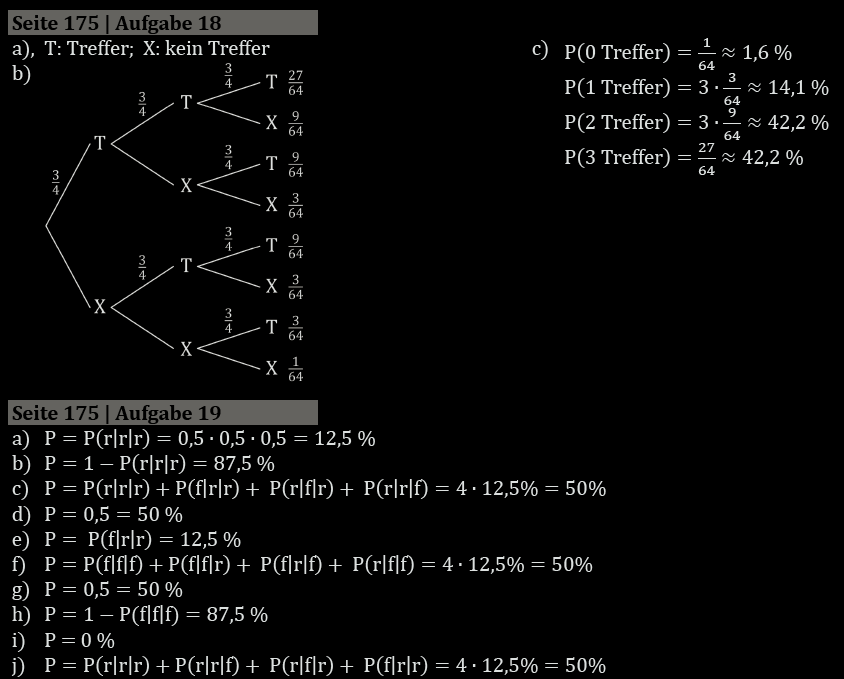 Seite 175 | Aufgabe 18
a), T: Treffer; X: kein Treffer
b)
3/4 T 27/64
3/4 T
X 9/64
T
3/4 T 9/64
X
3/4
X 3/64
3/4 T 9/64
3/4 T
X 3/64
X
3/4 T 3/64
X
X 1/64
c) P(0 Treffer) = 1/64 ≈ 1,6 %
P(1 Treffer) = 3 · 3/64 ≈ 14,1 %
P(2 Treffer) = 3 · 9/64 ≈ 42,2 %
P(3 Treffer) = 27/64 ≈ 42,2 %
Seite 175 | Aufgabe 19
a) P = P(r|r|r) = 0,5 · 0,5 · 0,5 = 12,5 %
b) P = 1 − P(r|r|r) = 87,5 %
c) P = P(r|r|r) + P(f|r|r) + P(r|f|r) + P(r|r|f) = 4 · 12,5% = 50%
d) P = 0,5 = 50 %
e) P = P(f|r|r) = 12,5 %
f) P = P(f|f|f) + P(f|f|r) + P(f|r|f) + P(r|f|f) = 4 · 12,5% = 50%
g) P = 0,5 = 50 %
h) P = 1 − P(f|f|f) = 87,5 %
i) P = 0 %
j) P = P(r|r|r) + P(r|r|f) + P(r|f|r) + P(f|r|r) = 4 · 12,5% = 50%